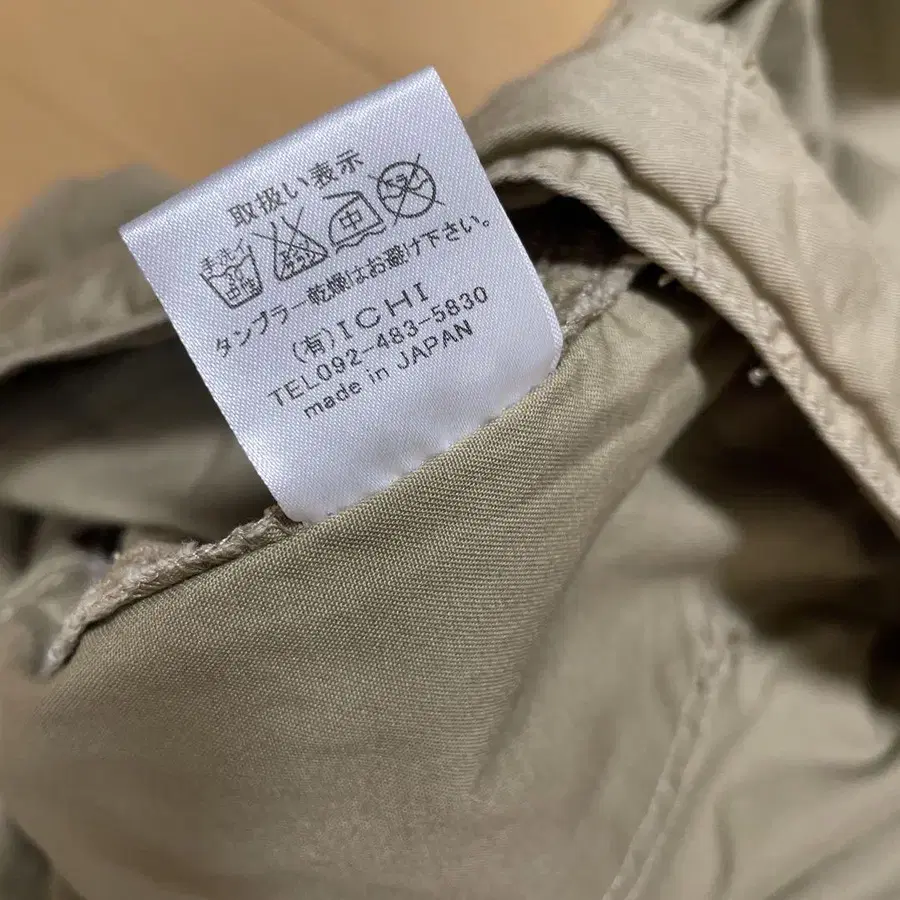 取扱い表示
手洗イ 中
タンブラー乾燥はお避け下さい。
(有)ICHI
TEL092-483-5830
made in JAPAN